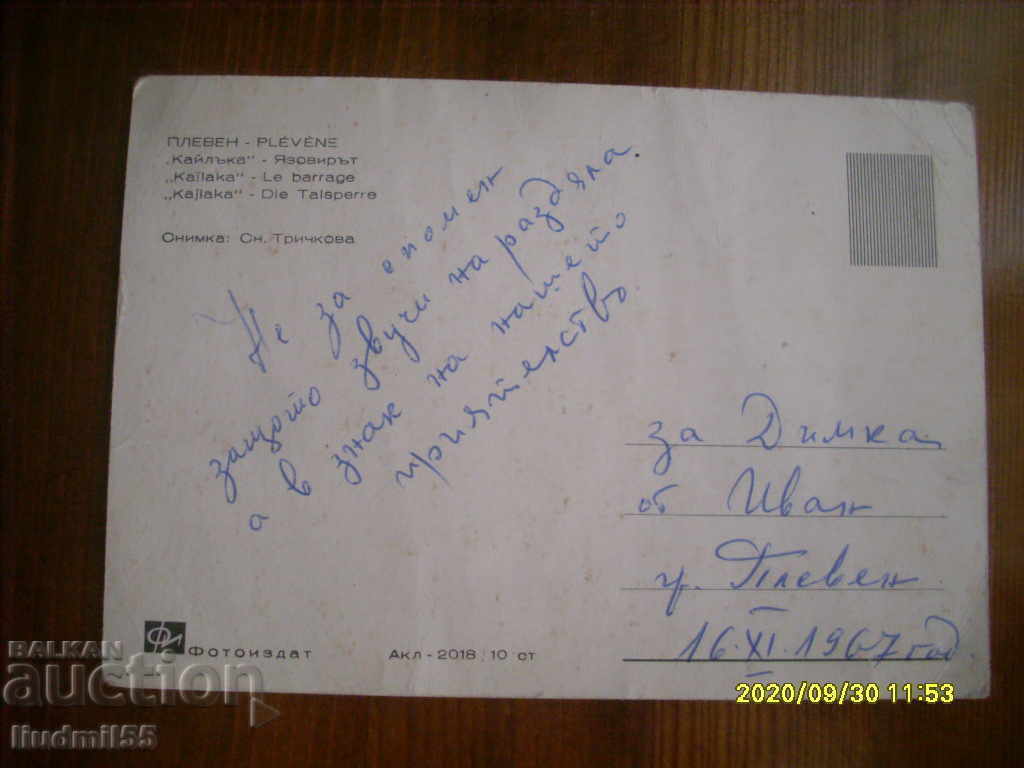 ПЛЕВЕН - PLÉVÈNE
„Кайлъка" - Язовирът
„Kaïlaka" - Le barrage
„Kajlaka" - Die Talsperre
Снимка: Сн. Тричкова
Не за спомен
защото звучи на раздяла.
а в знак на нашето
приятелство
за Димка
от Иван
гр. Плевен
16.XI.1967 год.
Фотоиздат
Акл-2018 10 ст
2020/09/30 11:53
BALKAN
auction
liudmil55